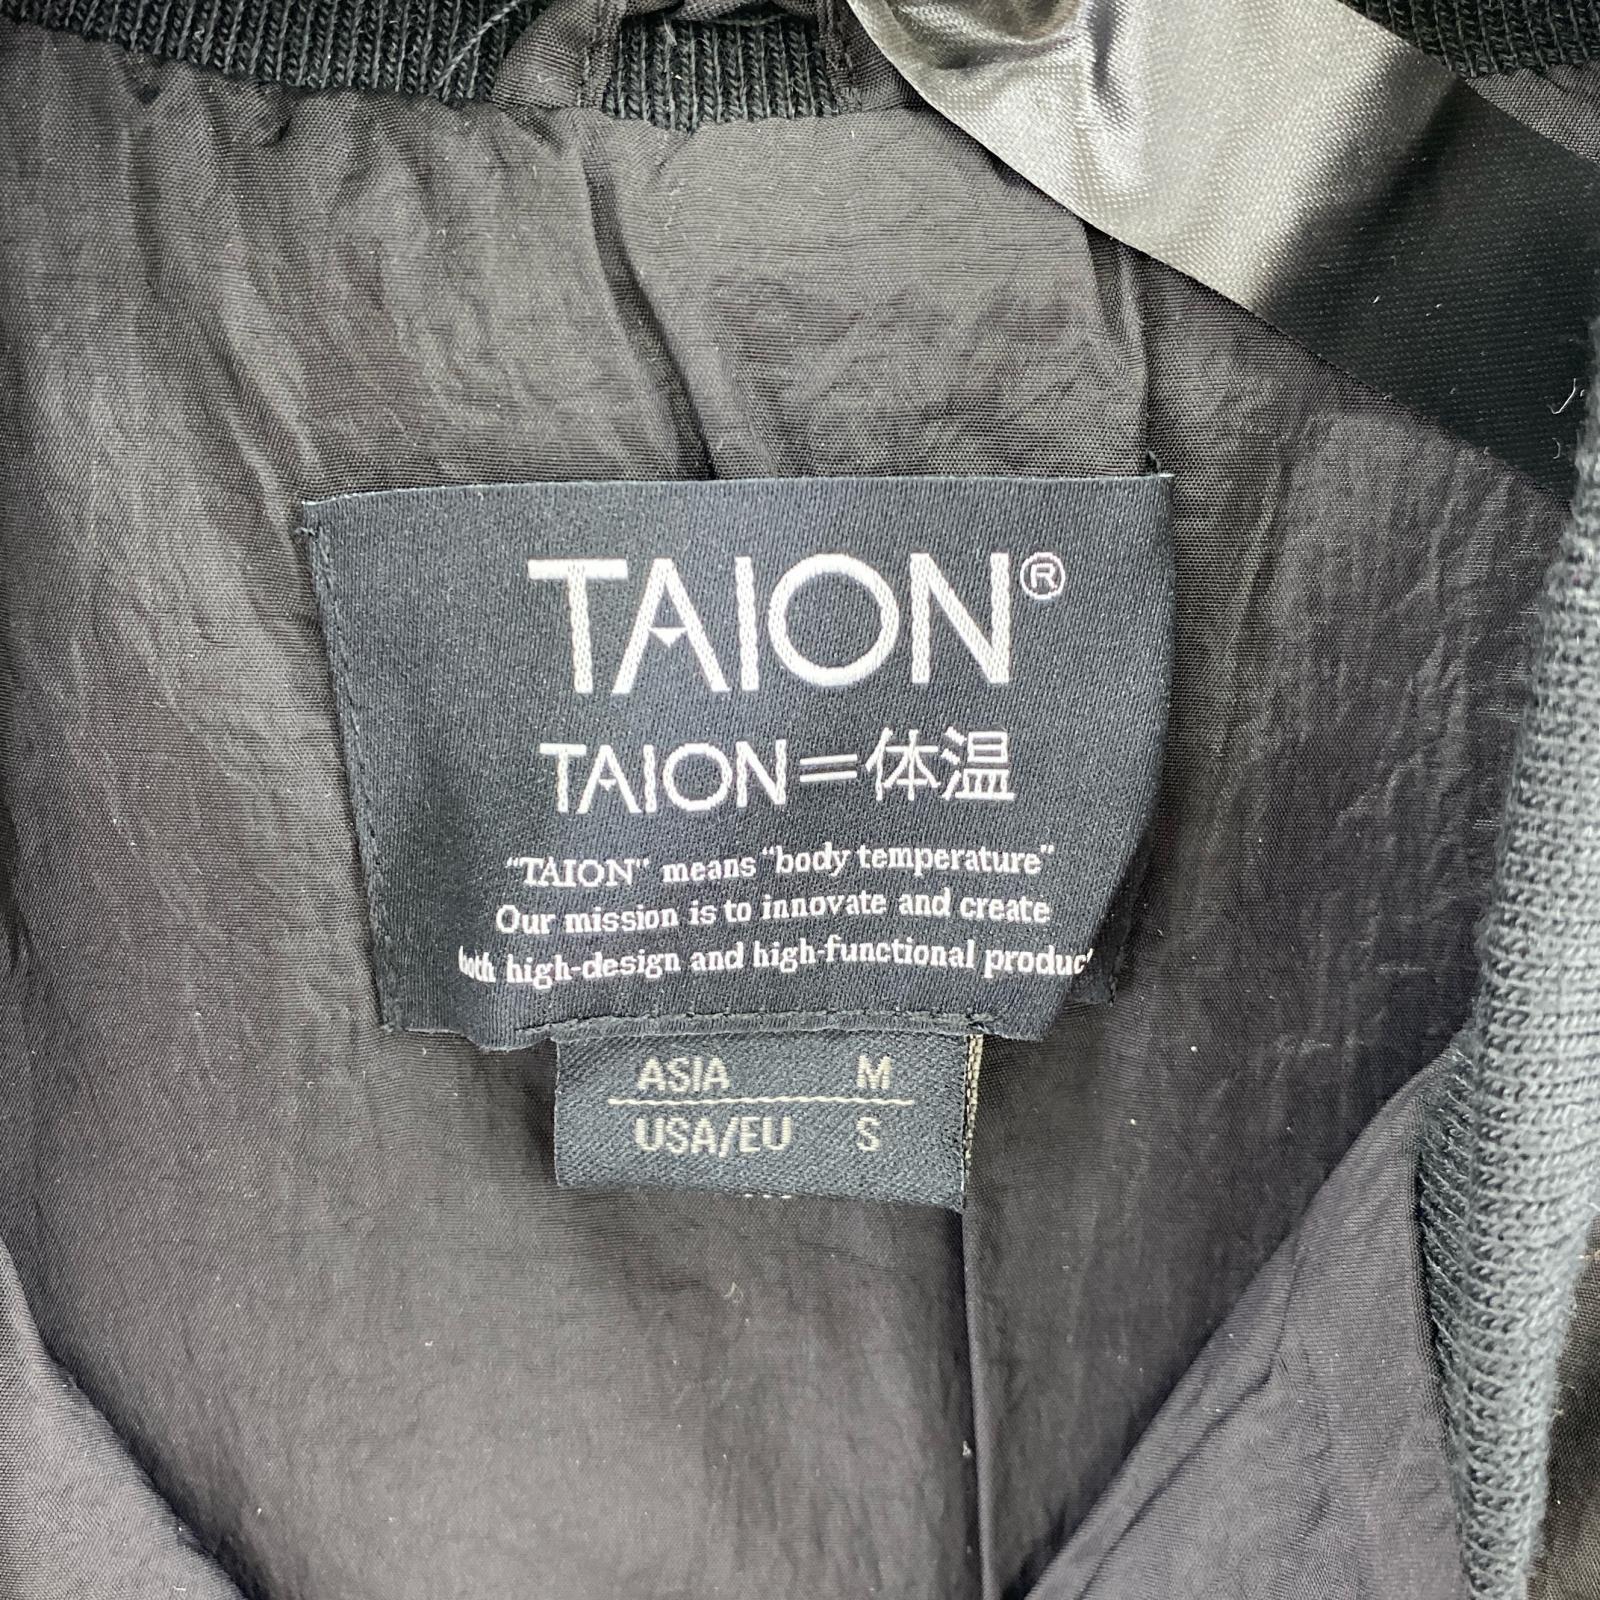 TAION®
TAION=体温
"TAION" means "body temperature"
Our mission is to innovate and create
both high-design and high-functional produc
ASIA M
USA/EU S